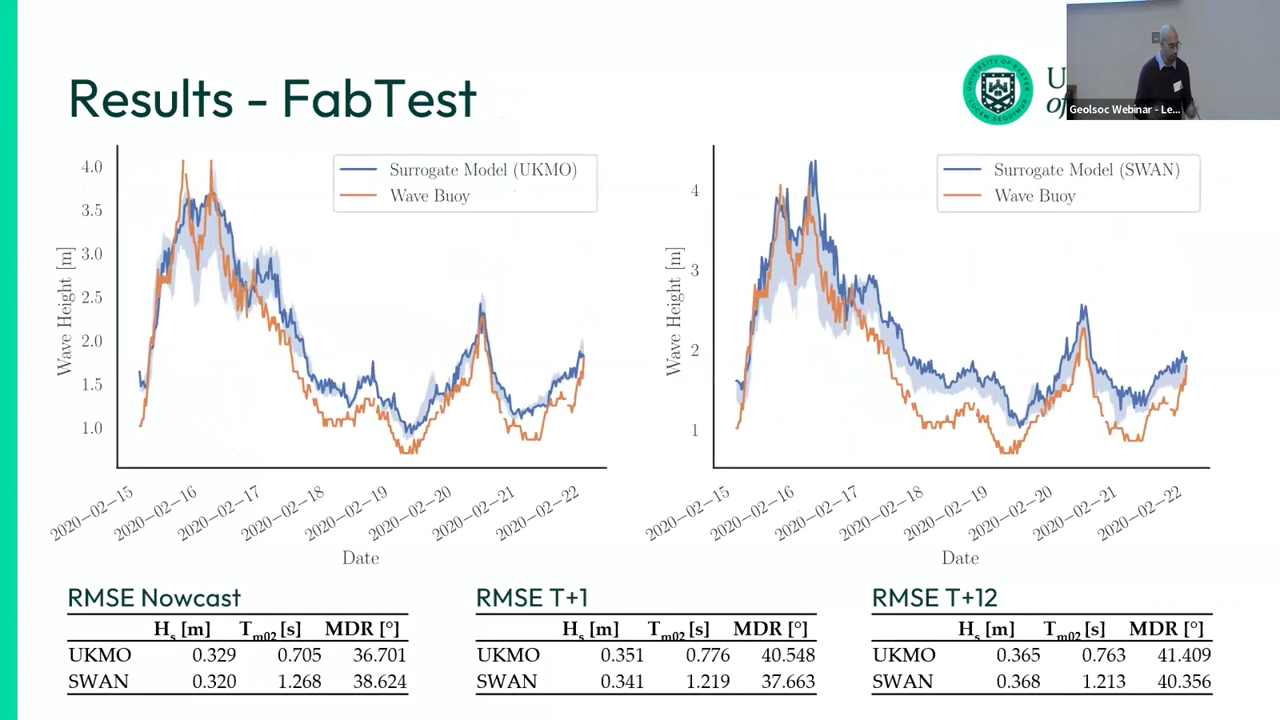 Results - FabTest
UNIVERSITY OF EXETER
LUCEM SEQUIMUR
U
of
Geolsoc Webinar - Le...
Surrogate Model (UKMO)
Wave Buoy
4.0
3.5
3.0
2.5
2.0
1.5
1.0
Wave Height [m]
2020−02−15
2020−02−16
2020−02−17
2020−02−18
2020−02−19
2020−02−20
2020−02−21
2020−02−22
Date
Surrogate Model (SWAN)
Wave Buoy
4
3
2
1
Wave Height [m]
2020−02−15
2020−02−16
2020−02−17
2020−02−18
2020−02−19
2020−02−20
2020−02−21
2020−02−22
Date
RMSE Nowcast
Hs [m] Tm02 [s] MDR [°]
UKMO 0.329 0.705 36.701
SWAN 0.320 1.268 38.624
RMSE T+1
Hs [m] Tm02 [s] MDR [°]
UKMO 0.351 0.776 40.548
SWAN 0.341 1.219 37.663
RMSE T+12
Hs [m] Tm02 [s] MDR [°]
UKMO 0.365 0.763 41.409
SWAN 0.368 1.213 40.356